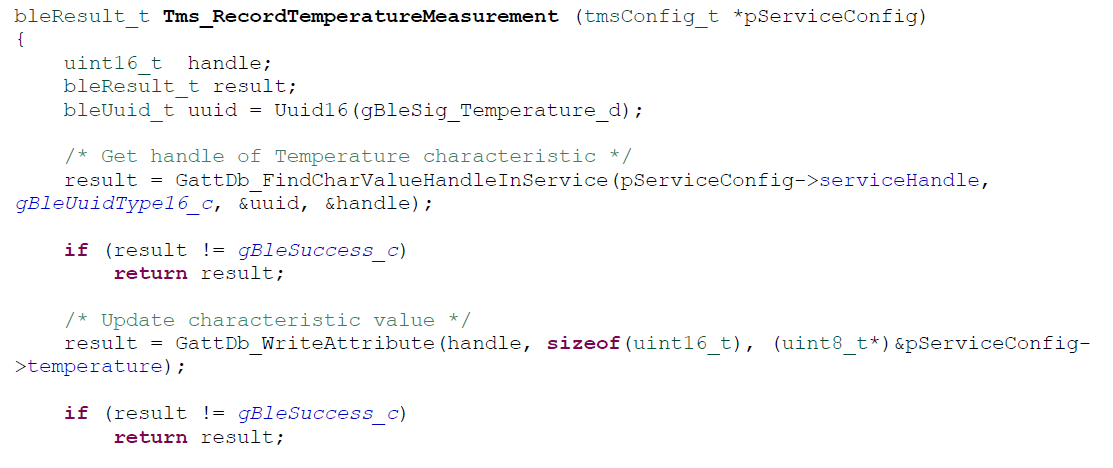 bleResult_t Tms_RecordTemperatureMeasurement (tmsConfig_t *pServiceConfig)
{
    uint16_t  handle;
    bleResult_t result;
    bleUuid_t uuid = Uuid16(gBleSig_Temperature_d);

    /* Get handle of Temperature characteristic */
    result = GattDb_FindCharValueHandleInService(pServiceConfig->serviceHandle,
gBleUuidType16_c, &uuid, &handle);

    if (result != gBleSuccess_c)
        return result;

    /* Update characteristic value */
    result = GattDb_WriteAttribute(handle, sizeof(uint16_t), (uint8_t*)&pServiceConfig-
>temperature);

    if (result != gBleSuccess_c)
        return result;